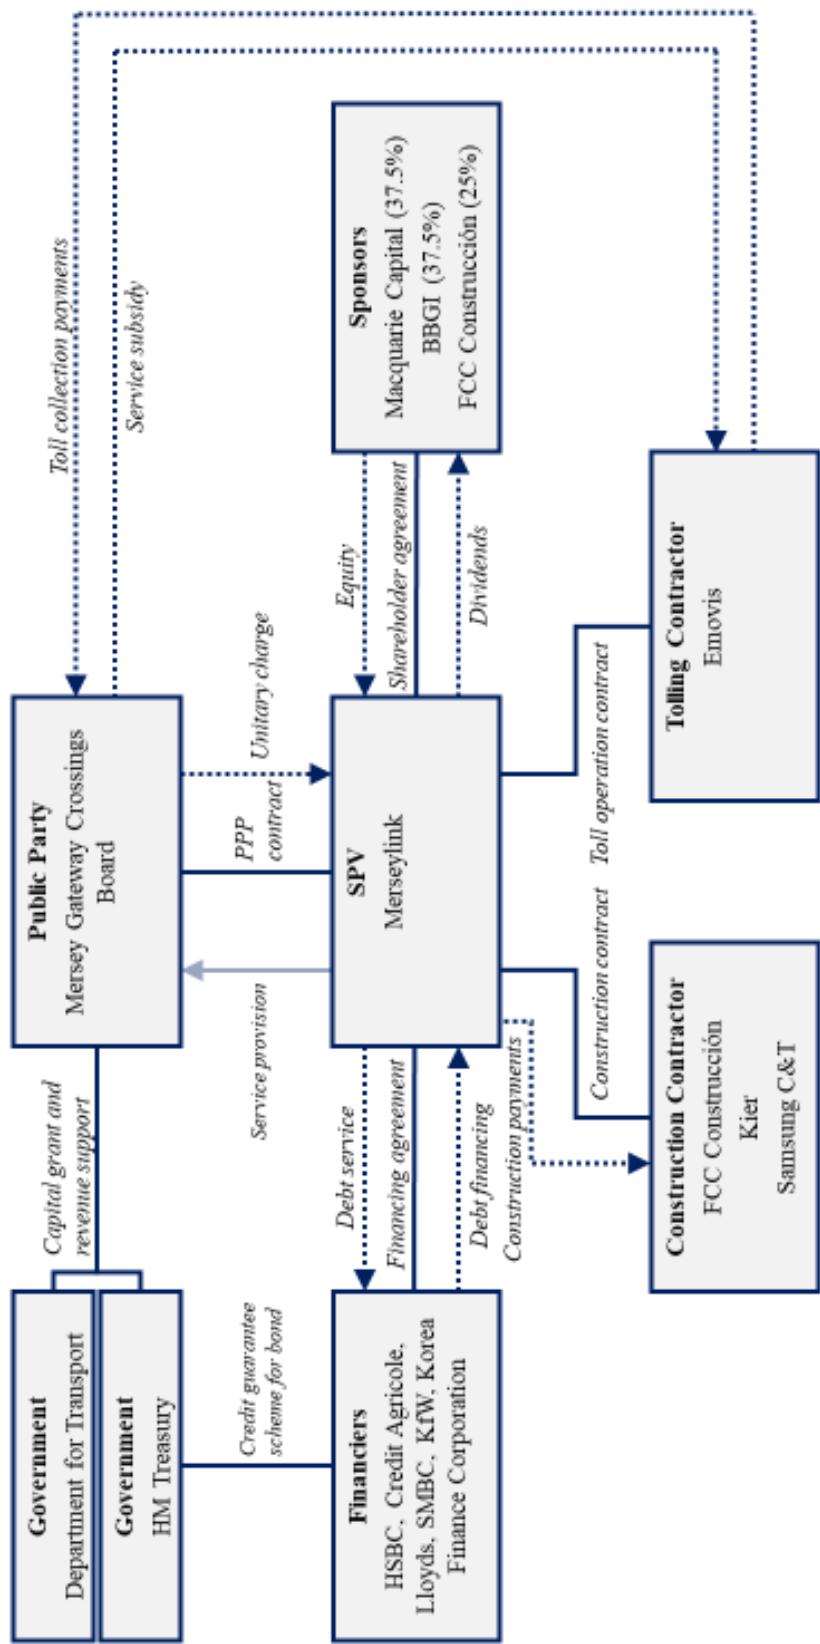 Government
Department for Transport
Government
HM Treasury
Capital grant and
revenue support
Public Party
Mersey Gateway Crossings
Board
Toll collection payments
Service subsidy
Credit guarantee
scheme for bond
Service provision
PPP
contract
Unitary charge
Financiers
HSBC, Credit Agricole,
Lloyds, SMBC, KfW, Korea
Finance Corporation
Debt service
Financing agreement
Debt financing
SPV
Merseylink
Equity
Shareholder agreement
Dividends
Sponsors
Macquarie Capital (37.5%)
BBGI (37.5%)
FCC Construcción (25%)
Construction payments
Construction contract
Toll operation contract
Construction Contractor
FCC Construcción
Kier
Samsung C&T
Tolling Contractor
Emovis